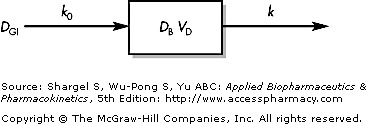 k₀ k
D_GI D_B V_D
Source: Shargel S, Wu-Pong S, Yu ABC: Applied Biopharmaceutics &
Pharmacokinetics, 5th Edition: http://www.accesspharmacy.com
Copyright © The McGraw-Hill Companies, Inc. All rights reserved.